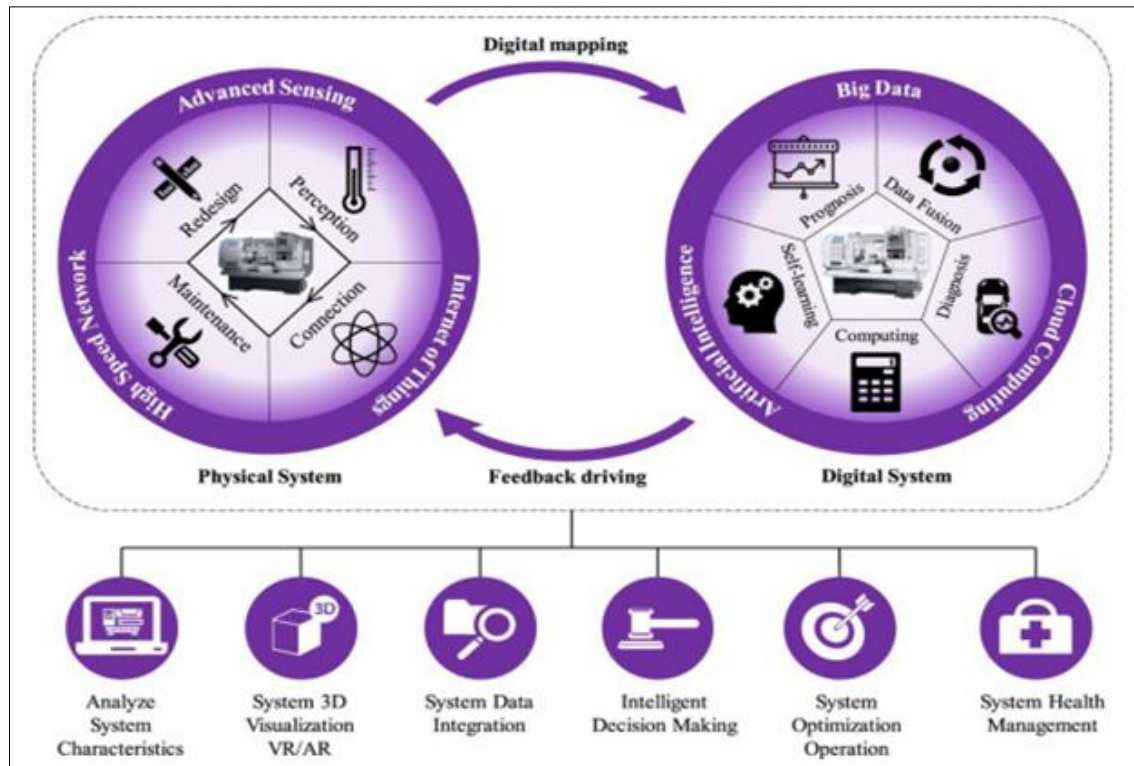 Digital mapping
Advanced Sensing
Redesign
Perception
Maintenance
Connection
High Speed Network
Internet of Things
Physical System
Big Data
Prognosis
Data Fusion
Self-learning
Diagnosis
Computing
Artificial Intelligence
Cloud Computing
Digital System
Feedback driving
Analyze
System
Characteristics
System 3D
Visualization
VR/AR
3D
System Data
Integration
Intelligent
Decision Making
System
Optimization
Operation
System Health
Management